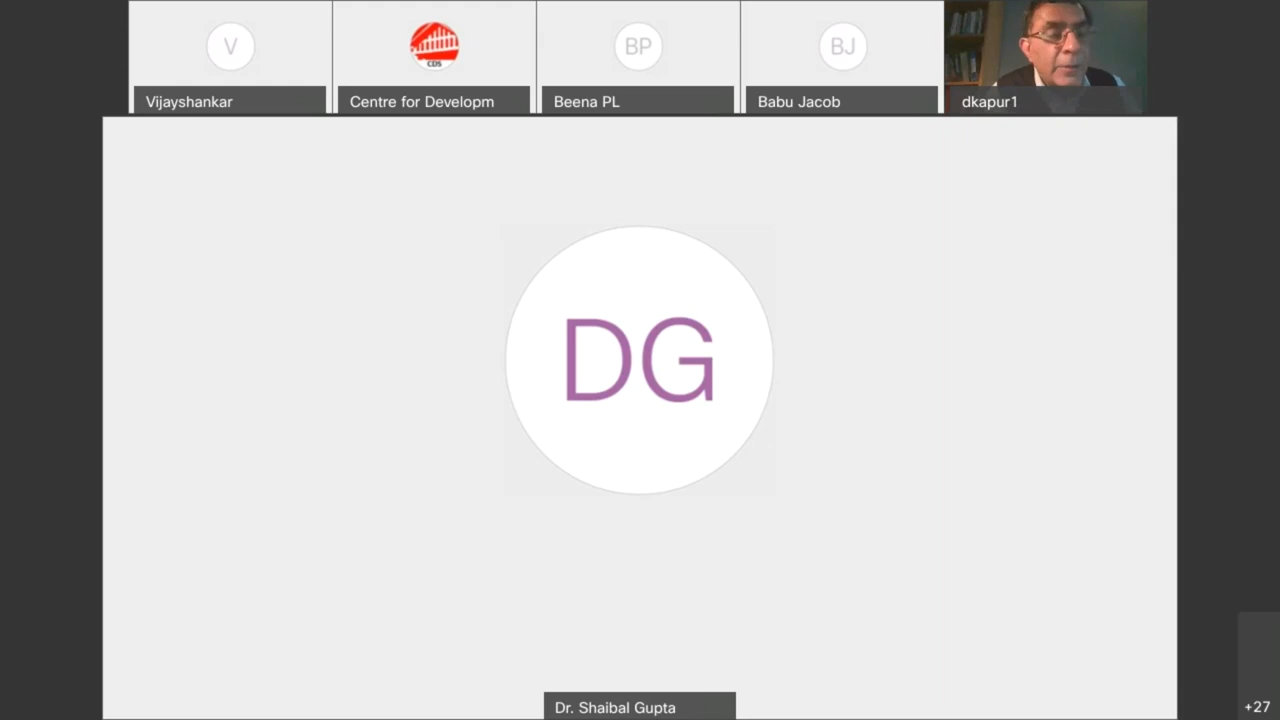 V
CDS
BP
BJ
Vijayshankar
Centre for Developm
Beena PL
Babu Jacob
dkapur1
DG
Dr. Shaibal Gupta
+27